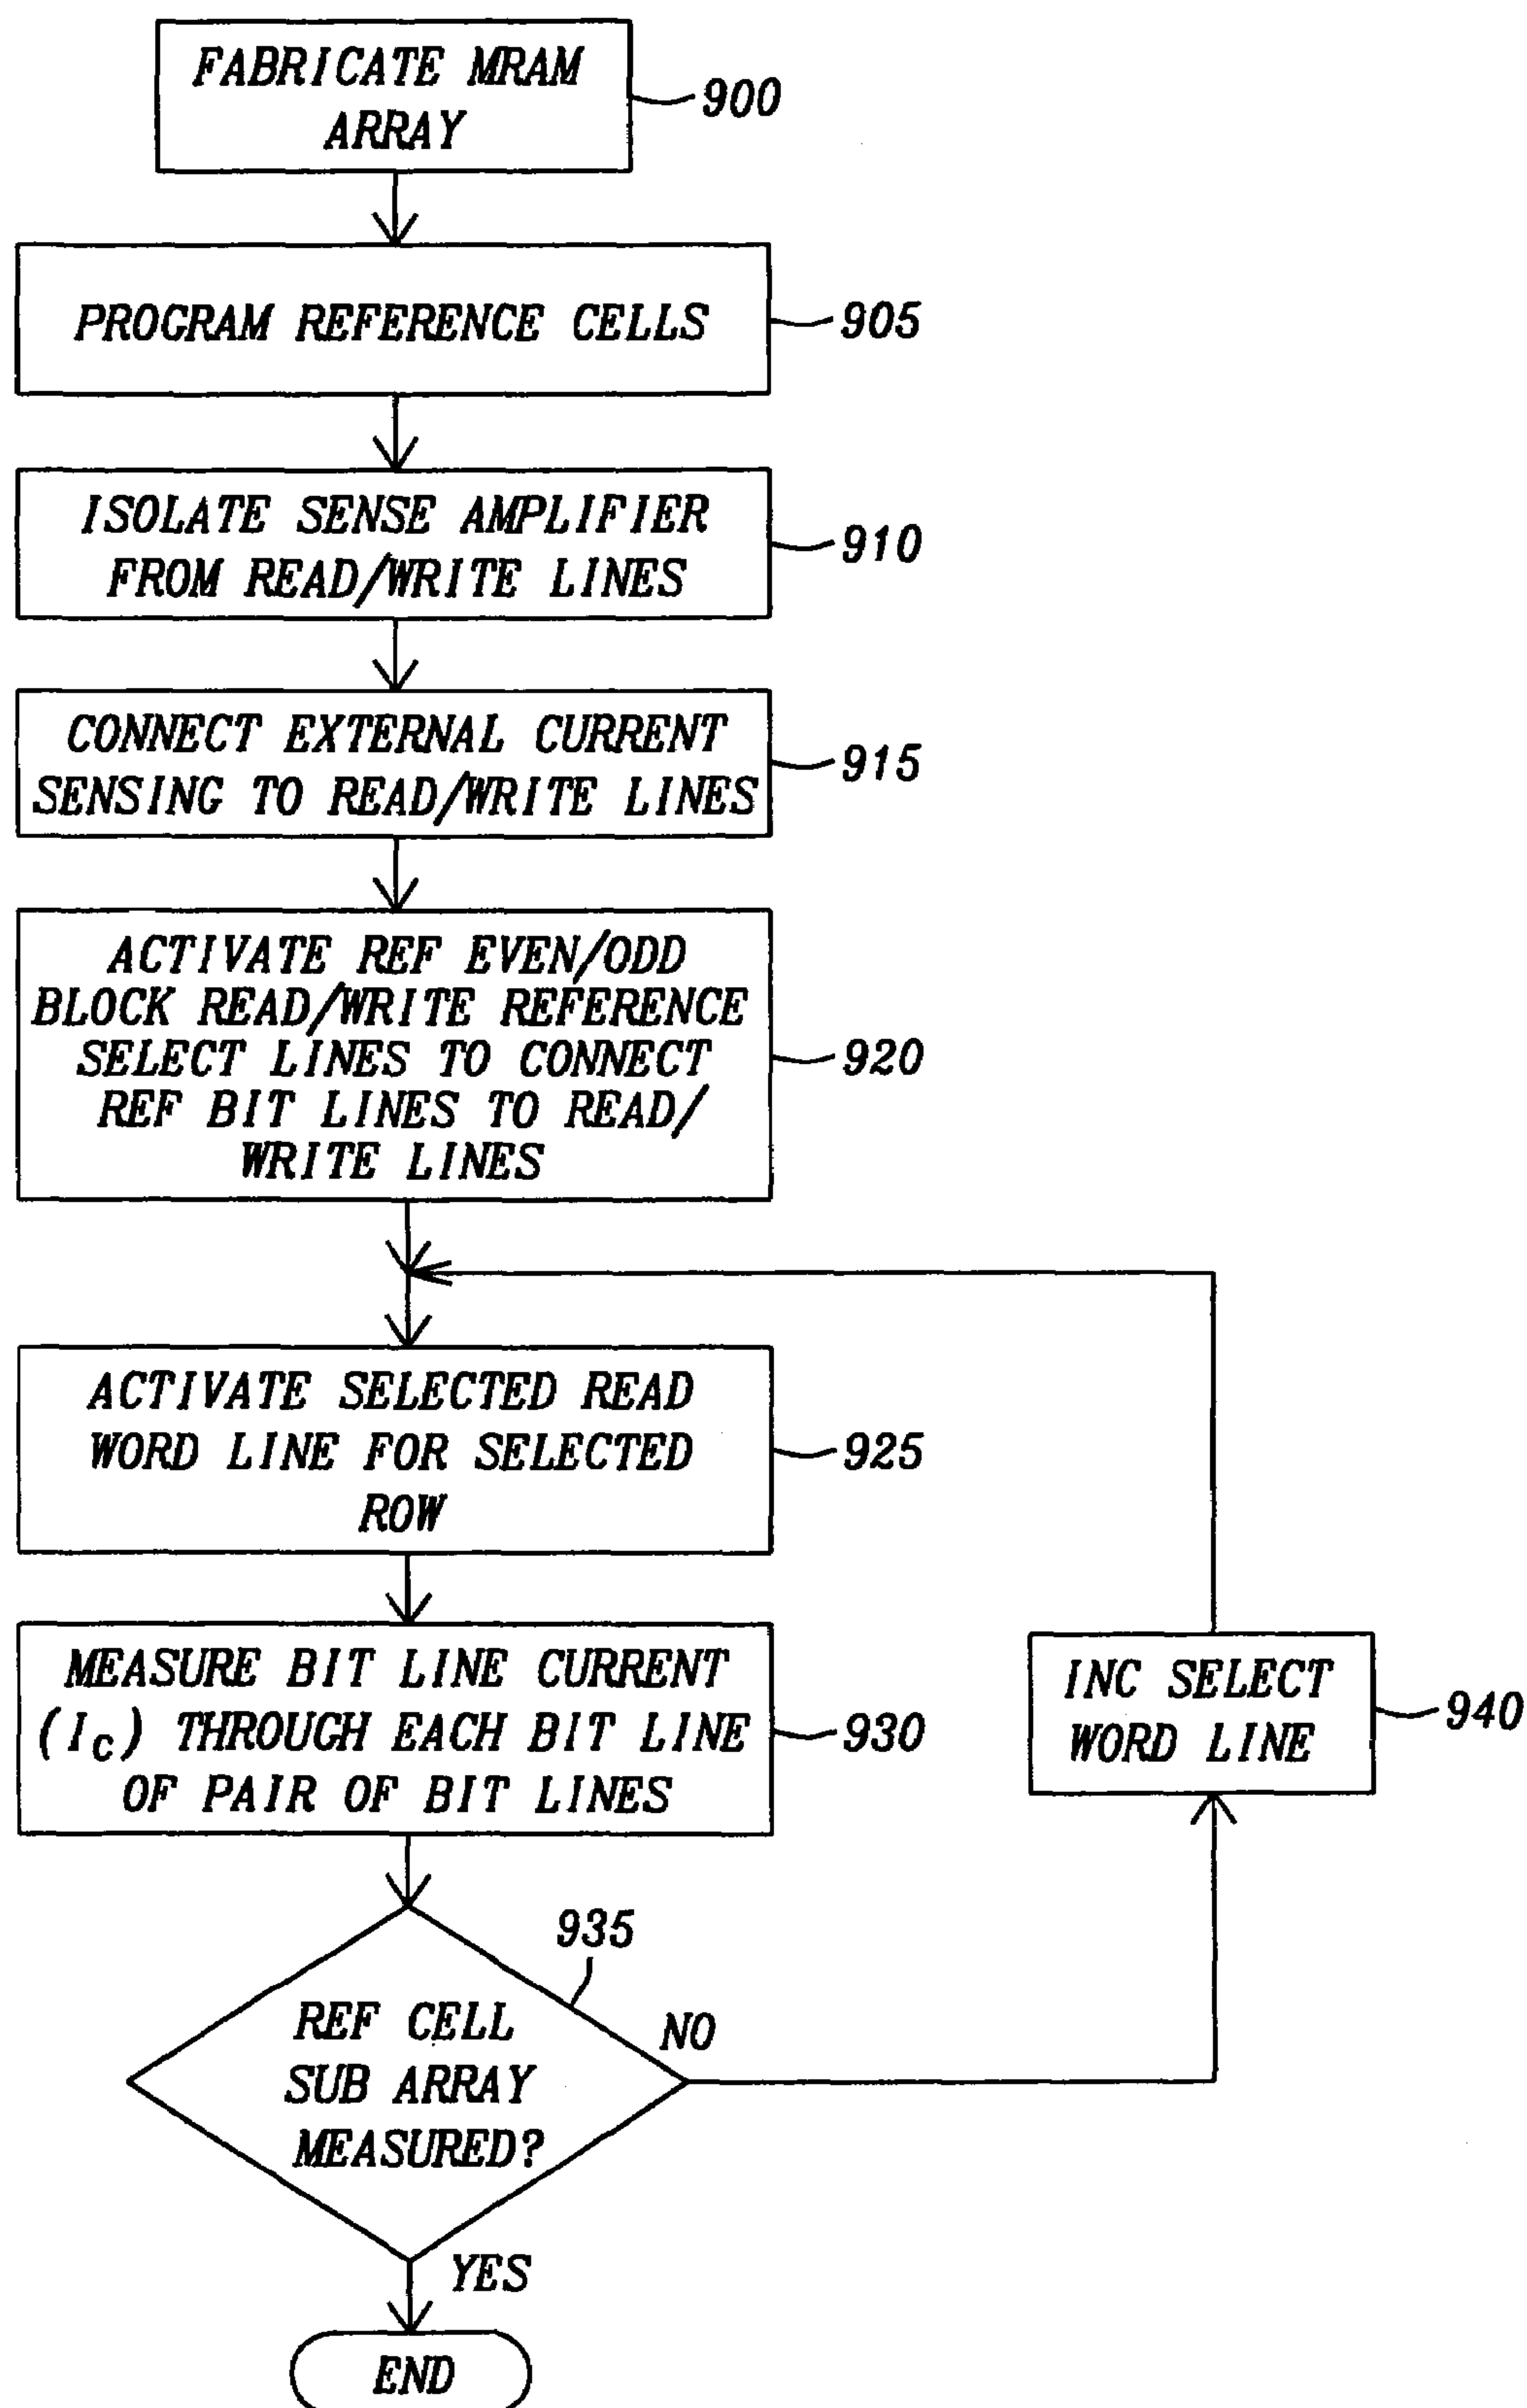 FABRICATE MRAM
ARRAY
900
PROGRAM REFERENCE CELLS
905
ISOLATE SENSE AMPLIFIER
FROM READ/WRITE LINES
910
CONNECT EXTERNAL CURRENT
SENSING TO READ/WRITE LINES
915
ACTIVATE REF EVEN/ODD
BLOCK READ/WRITE REFERENCE
SELECT LINES TO CONNECT
REF BIT LINES TO READ/
WRITE LINES
920
ACTIVATE SELECTED READ
WORD LINE FOR SELECTED
ROW
925
MEASURE BIT LINE CURRENT
(IC) THROUGH EACH BIT LINE
OF PAIR OF BIT LINES
930
INC SELECT
WORD LINE
940
935
REF CELL
SUB ARRAY
MEASURED?
NO
YES
END